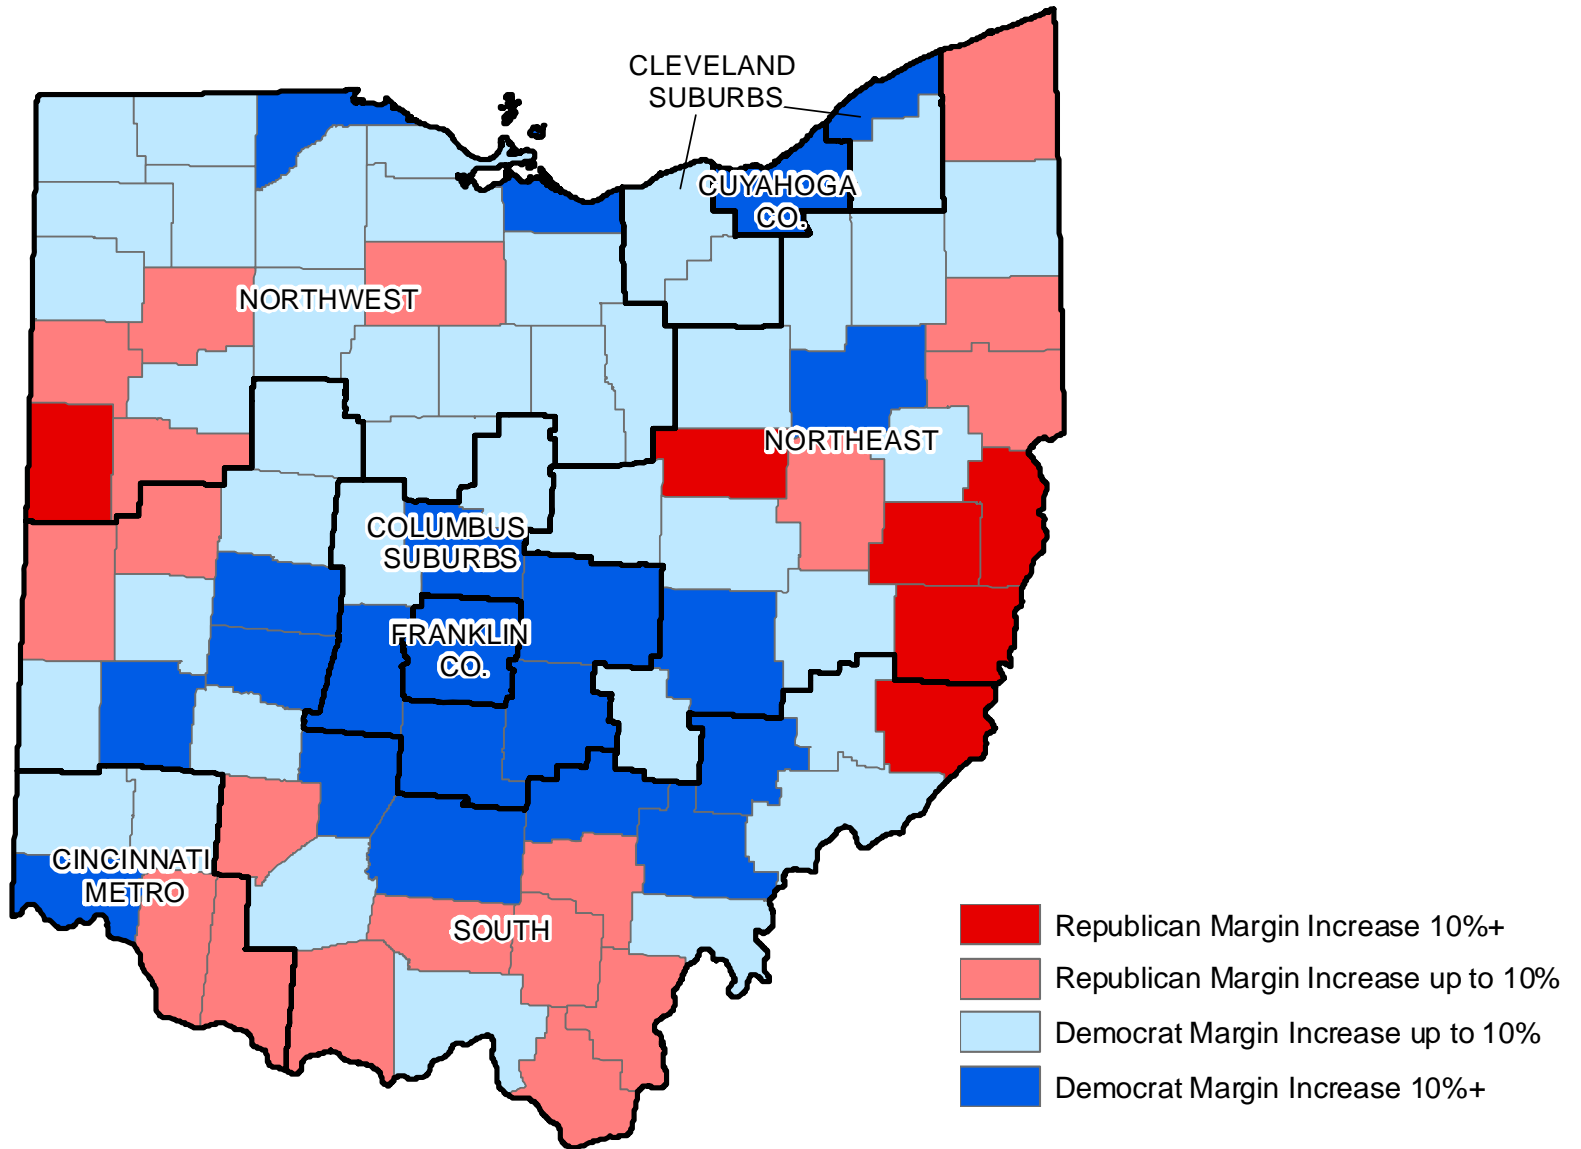 CLEVELAND
SUBURBS
CUYAHOGA
CO.
NORTHWEST
NORTHEAST
COLUMBUS
SUBURBS
FRANKLIN
CO.
CINCINNATI
METRO
SOUTH
Republican Margin Increase 10%+
Republican Margin Increase up to 10%
Democrat Margin Increase up to 10%
Democrat Margin Increase 10%+